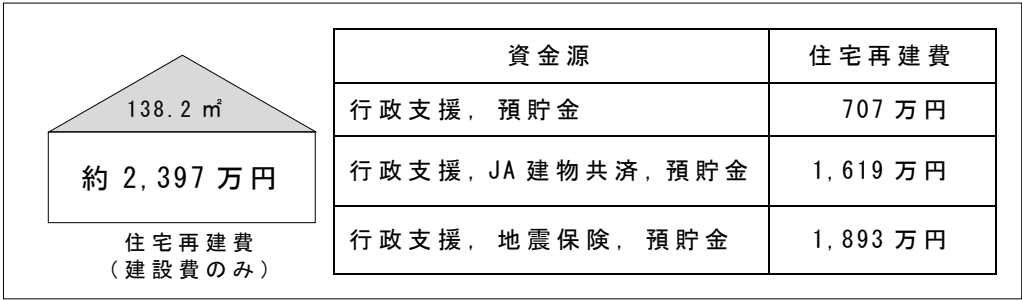 138.2 ㎡
約 2,397 万円
住宅再建費
(建設費のみ)
資金源 住宅再建費
行政支援, 預貯金 707 万円
行政支援, JA 建物共済, 預貯金 1,619 万円
行政支援, 地震保険, 預貯金 1,893 万円